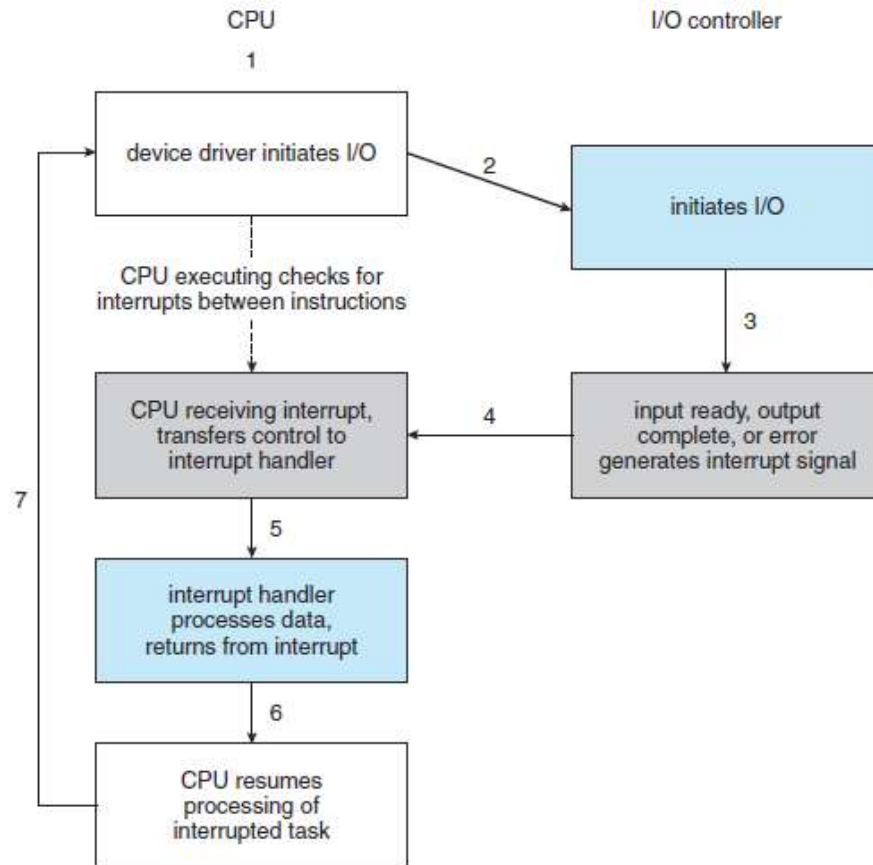 CPU
I/O controller
1
device driver initiates I/O
2
initiates I/O
CPU executing checks for
interrupts between instructions
3
CPU receiving interrupt,
transfers control to
interrupt handler
4
input ready, output
complete, or error
generates interrupt signal
7
5
interrupt handler
processes data,
returns from interrupt
6
CPU resumes
processing of
interrupted task